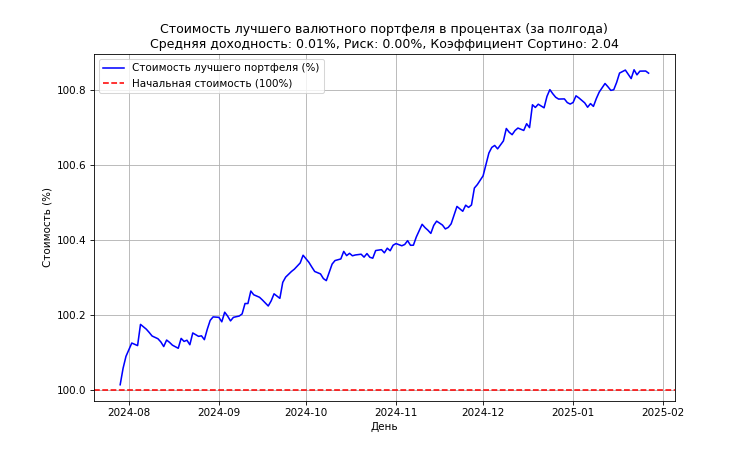 Стоимость лучшего валютного портфеля в процентах (за полгода)
Средняя доходность: 0.01%, Риск: 0.00%, Коэффициент Сортино: 2.04
Стоимость лучшего портфеля (%)
Начальная стоимость (100%)
Стоимость (%)
100.8
100.6
100.4
100.2
100.0
2024-08 2024-09 2024-10 2024-11 2024-12 2025-01 2025-02
День